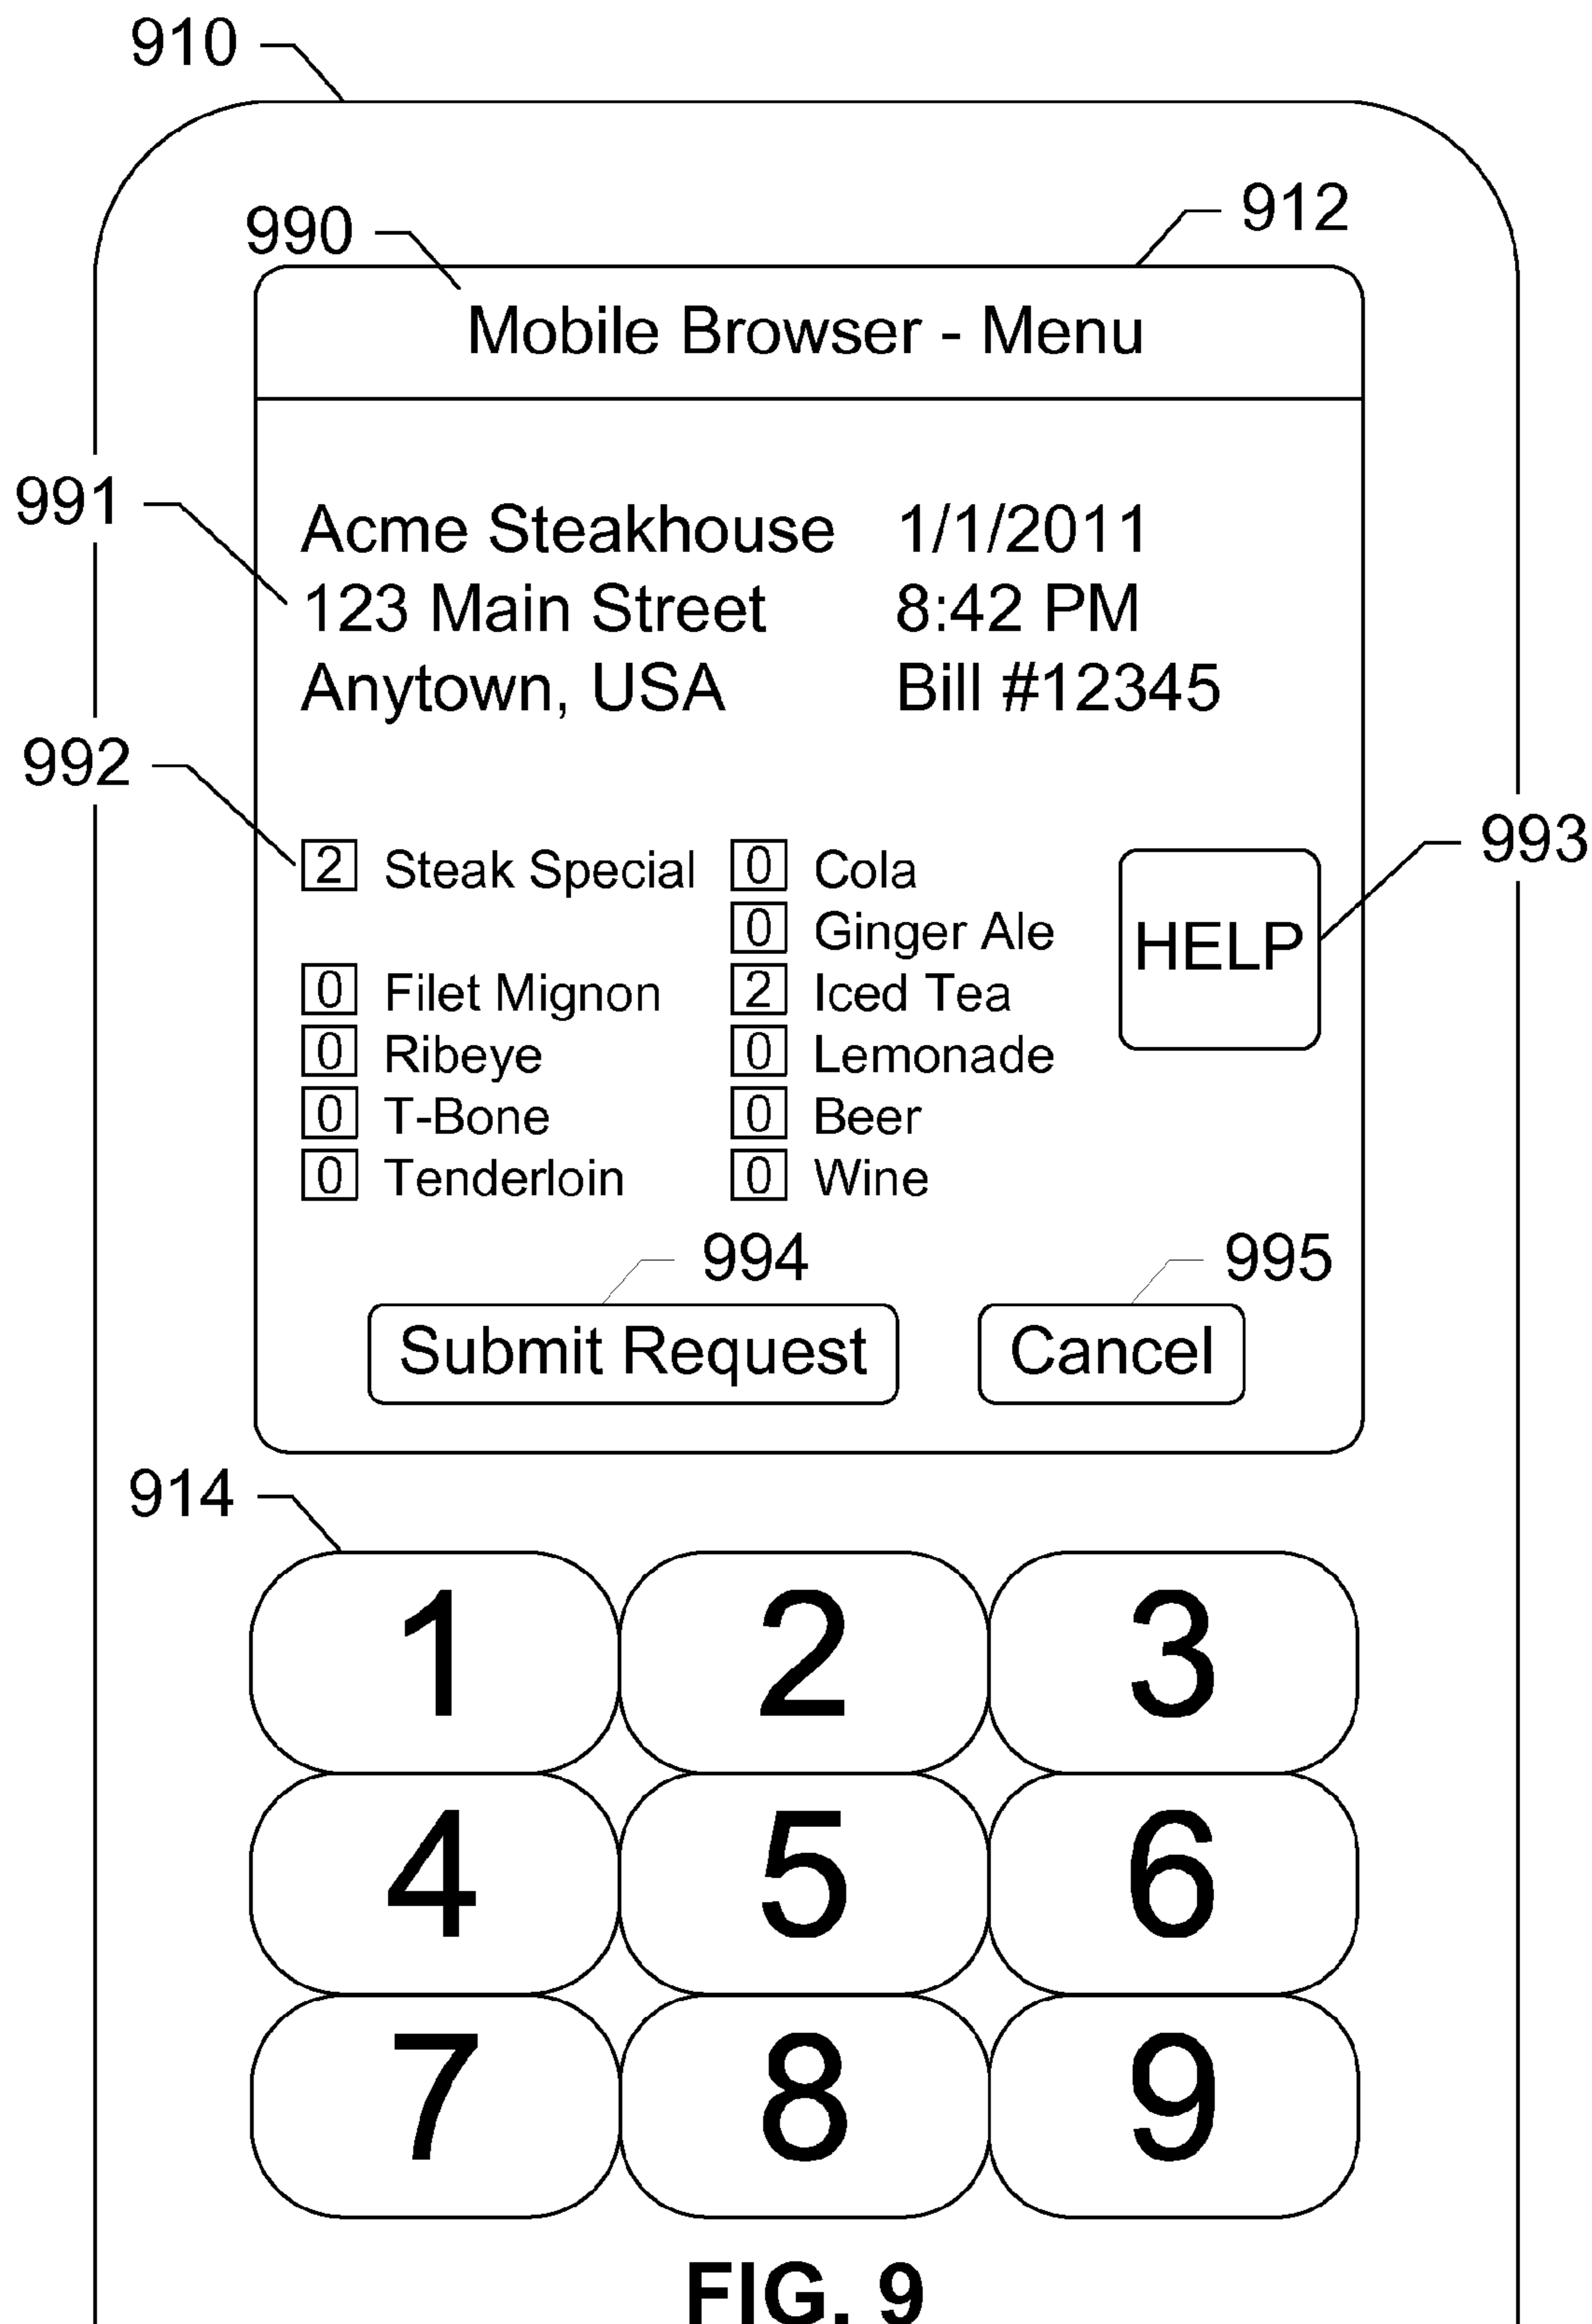 910
990
912
Mobile Browser - Menu
991
Acme Steakhouse 1/1/2011
123 Main Street 8:42 PM
Anytown, USA Bill #12345
992
993
2 Steak Special 0 Cola
0 Ginger Ale
HELP
0 Filet Mignon 2 Iced Tea
0 Ribeye 0 Lemonade
0 T-Bone 0 Beer
0 Tenderloin 0 Wine
994 995
Submit Request Cancel
914
1 2 3
4 5 6
7 8 9
FIG. 9